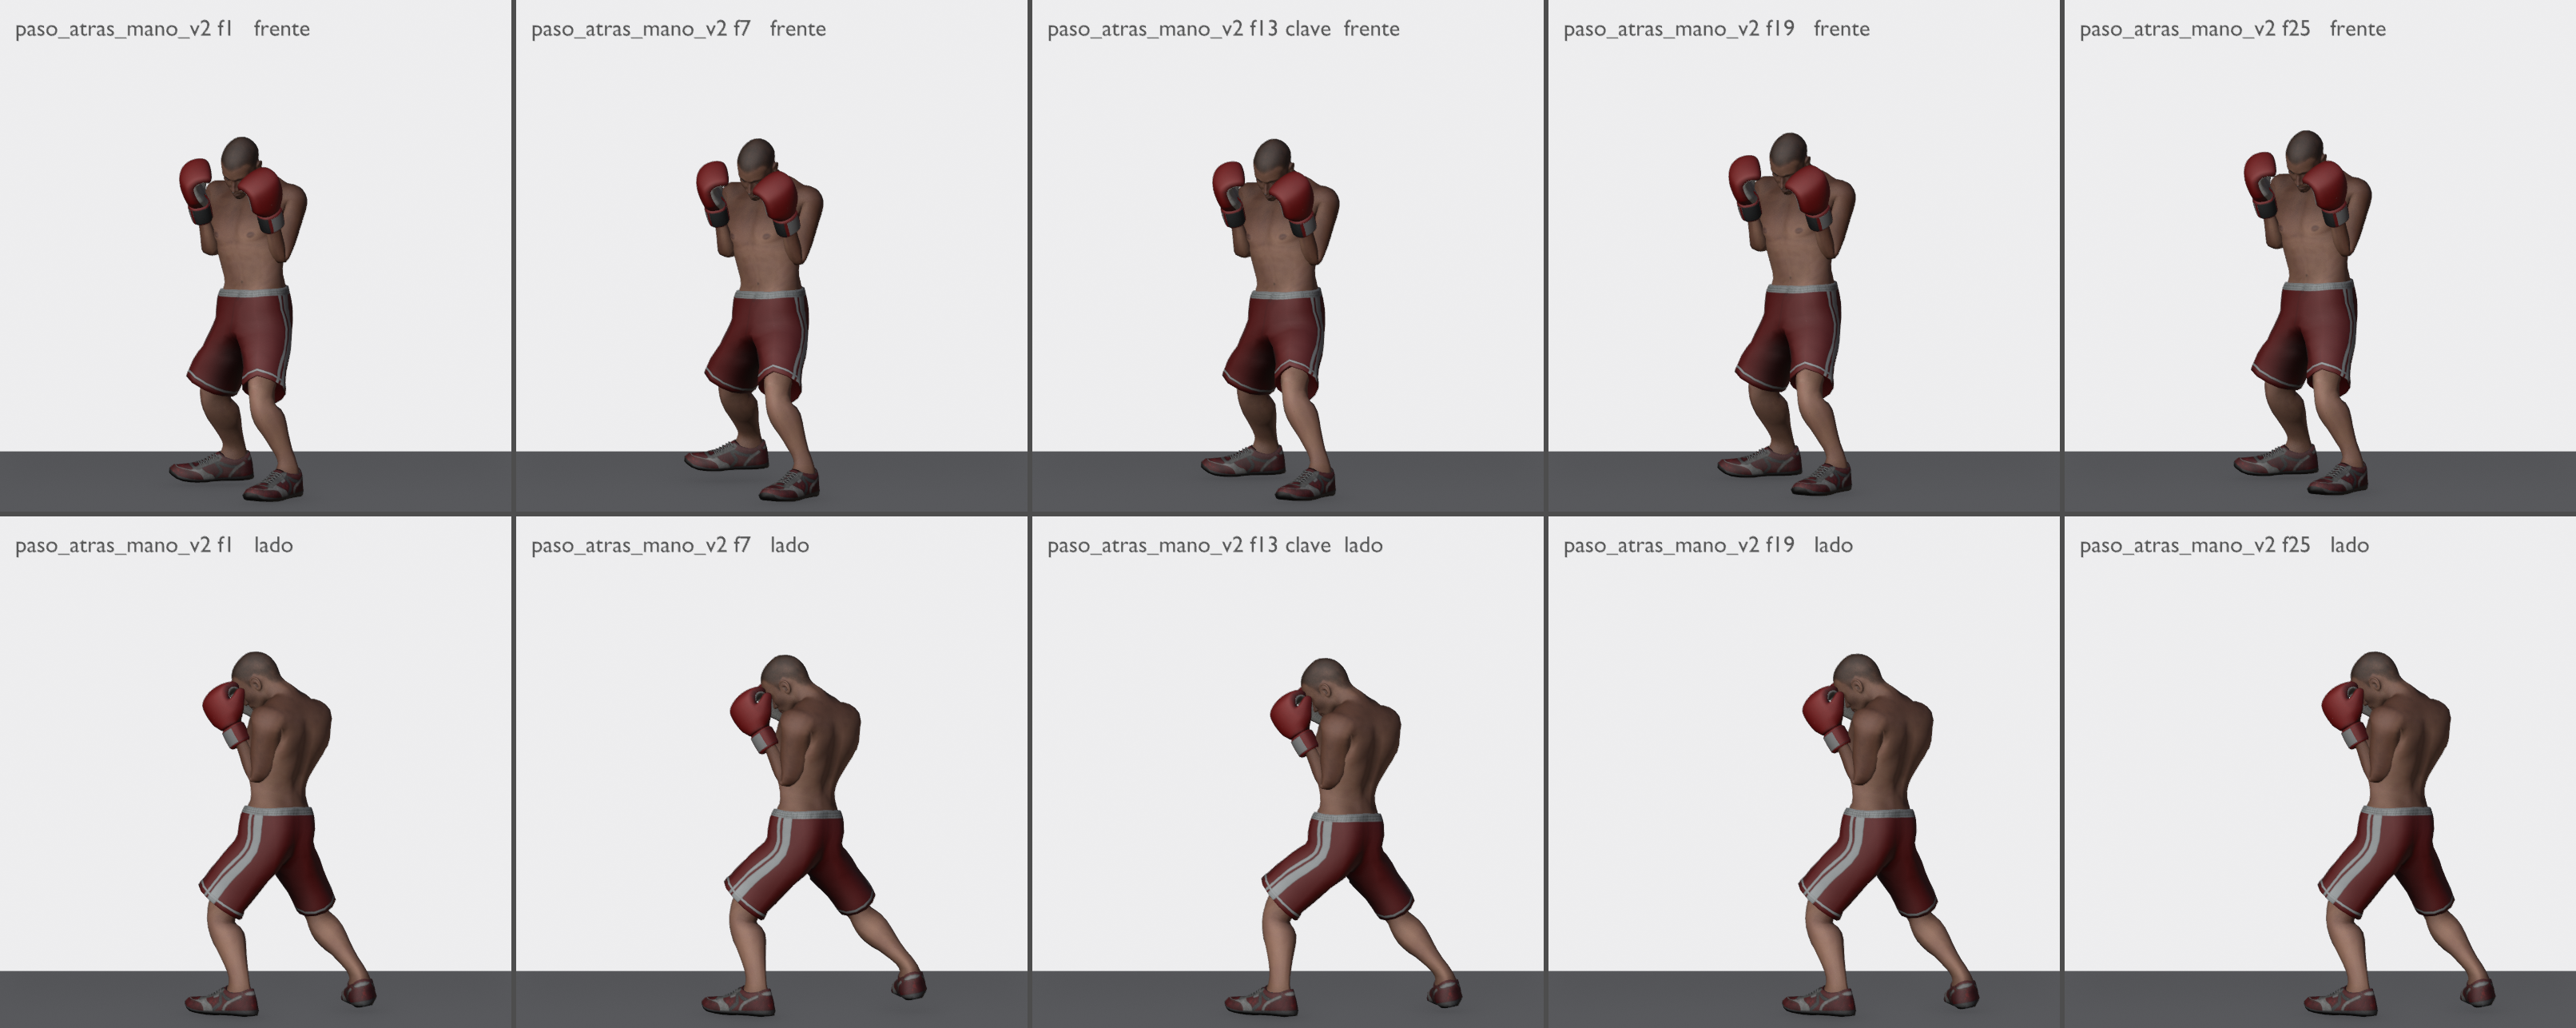 paso_atras_mano_v2 f1 frente
paso_atras_mano_v2 f7 frente
paso_atras_mano_v2 f13 clave frente
paso_atras_mano_v2 f19 frente
paso_atras_mano_v2 f25 frente
paso_atras_mano_v2 f1 lado
paso_atras_mano_v2 f7 lado
paso_atras_mano_v2 f13 clave lado
paso_atras_mano_v2 f19 lado
paso_atras_mano_v2 f25 lado